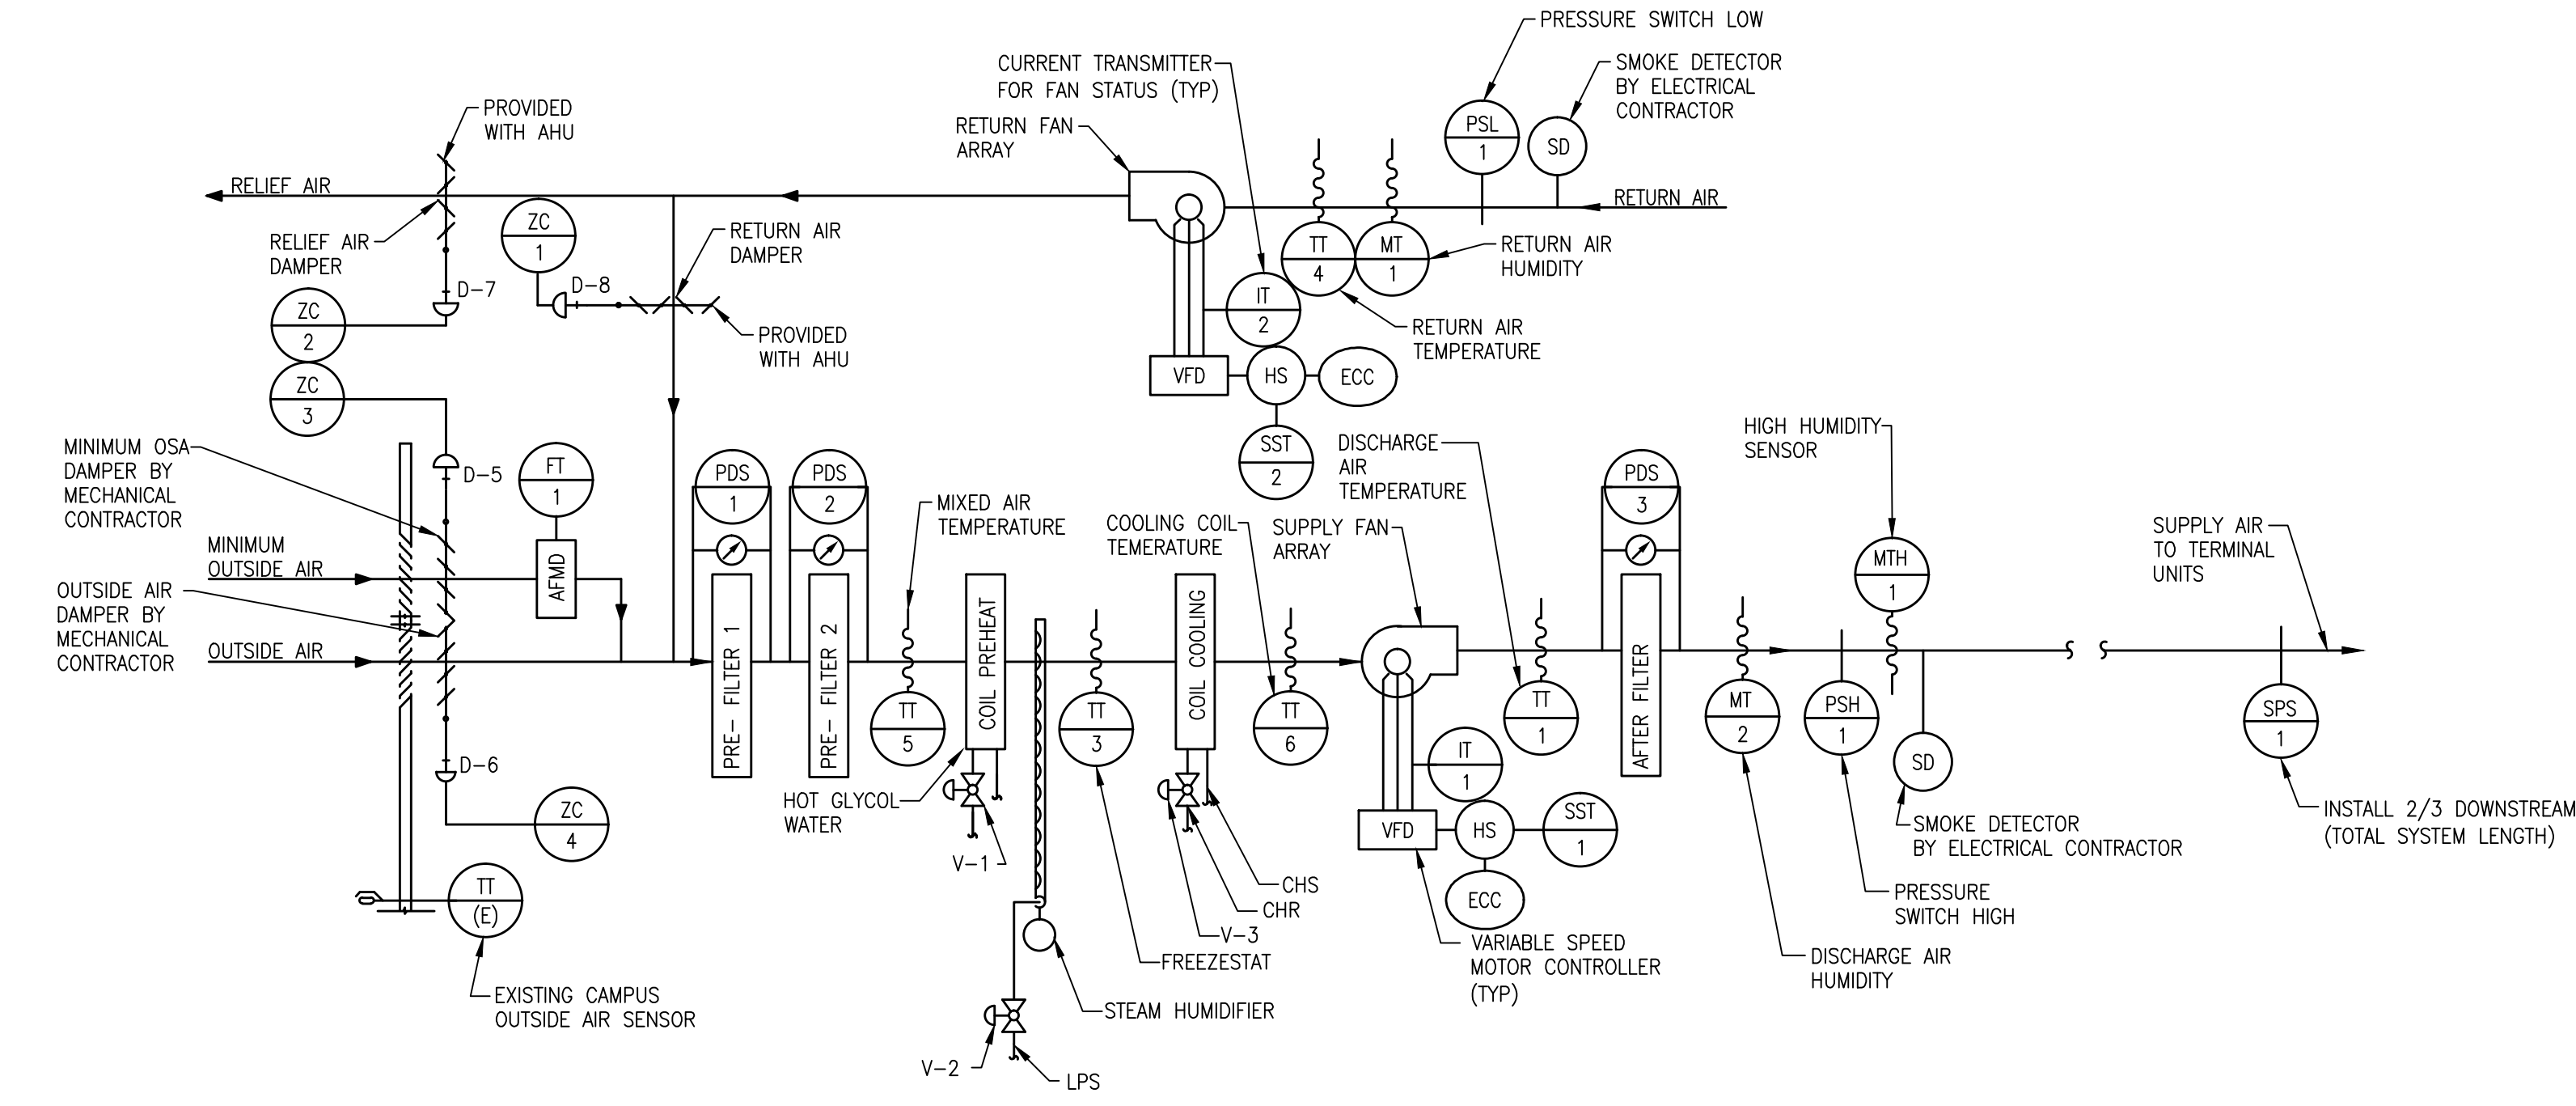 PRESSURE SWITCH LOW
CURRENT TRANSMITTER
FOR FAN STATUS (TYP)
SMOKE DETECTOR
BY ELECTRICAL
CONTRACTOR
PROVIDED
WITH AHU
RETURN FAN
ARRAY
PSL
1
SD
RELIEF AIR
RETURN AIR
ZC
1
RELIEF AIR
DAMPER
RETURN AIR
DAMPER
TT
4
MT
1
RETURN AIR
HUMIDITY
D-7
D-8
IT
2
ZC
2
PROVIDED
WITH AHU
RETURN AIR
TEMPERATURE
VFD
HS
ECC
ZC
3
SST
2
MINIMUM OSA
DAMPER BY
MECHANICAL
CONTRACTOR
D-5
FT
1
PDS
1
PDS
2
DISCHARGE
AIR
TEMPERATURE
PDS
3
HIGH HUMIDITY
SENSOR
MIXED AIR
TEMPERATURE
COOLING COIL
TEMERATURE
SUPPLY FAN
ARRAY
SUPPLY AIR
TO TERMINAL
UNITS
MINIMUM
OUTSIDE AIR
AFMD
MTH
1
OUTSIDE AIR
DAMPER BY
MECHANICAL
CONTRACTOR
OUTSIDE AIR
PRE- FILTER 1
PRE- FILTER 2
COIL PREHEAT
COIL COOLING
AFTER FILTER
TT
5
TT
3
TT
6
TT
1
MT
2
PSH
1
SPS
1
D-6
IT
1
SD
HOT GLYCOL
WATER
ZC
4
VFD
HS
SST
1
INSTALL 2/3 DOWNSTREAM
(TOTAL SYSTEM LENGTH)
SMOKE DETECTOR
BY ELECTRICAL CONTRACTOR
V-1
TT
(E)
CHS
CHR
V-3
ECC
PRESSURE
SWITCH HIGH
FREEZESTAT
VARIABLE SPEED
MOTOR CONTROLLER
(TYP)
DISCHARGE AIR
HUMIDITY
EXISTING CAMPUS
OUTSIDE AIR SENSOR
STEAM HUMIDIFIER
V-2
LPS